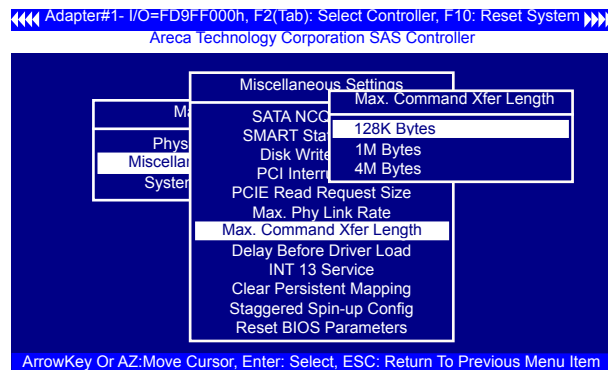 Adapter#1- I/O=FD9FF000h, F2(Tab): Select Controller, F10: Reset System
Areca Technology Corporation SAS Controller
Miscellaneous Settings
Max. Command Xfer Length
Ma
SATA NCQ
128K Bytes
SMART Sta
Phys
1M Bytes
Disk Write
Miscellar
4M Bytes
PCI Interru
System
PCIE Read Request Size
Max. Phy Link Rate
Max. Command Xfer Length
Delay Before Driver Load
INT 13 Service
Clear Persistent Mapping
Staggered Spin-up Config
Reset BIOS Parameters
ArrowKey Or AZ:Move Cursor, Enter: Select, ESC: Return To Previous Menu Item